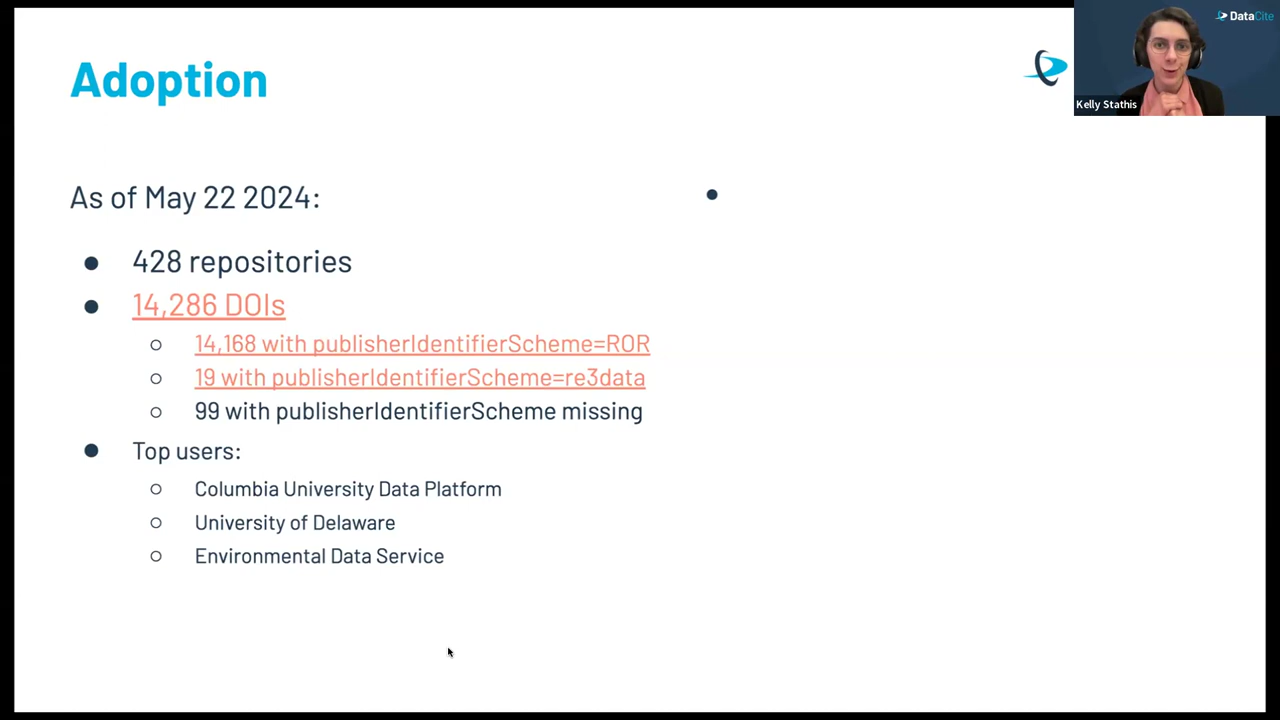 DataCite
Kelly Stathis
Adoption
As of May 22 2024:
● 428 repositories
● 14,286 DOIs
○ 14,168 with publisherIdentifierScheme=ROR
○ 19 with publisherIdentifierScheme=re3data
○ 99 with publisherIdentifierScheme missing
● Top users:
○ Columbia University Data Platform
○ University of Delaware
○ Environmental Data Service
●